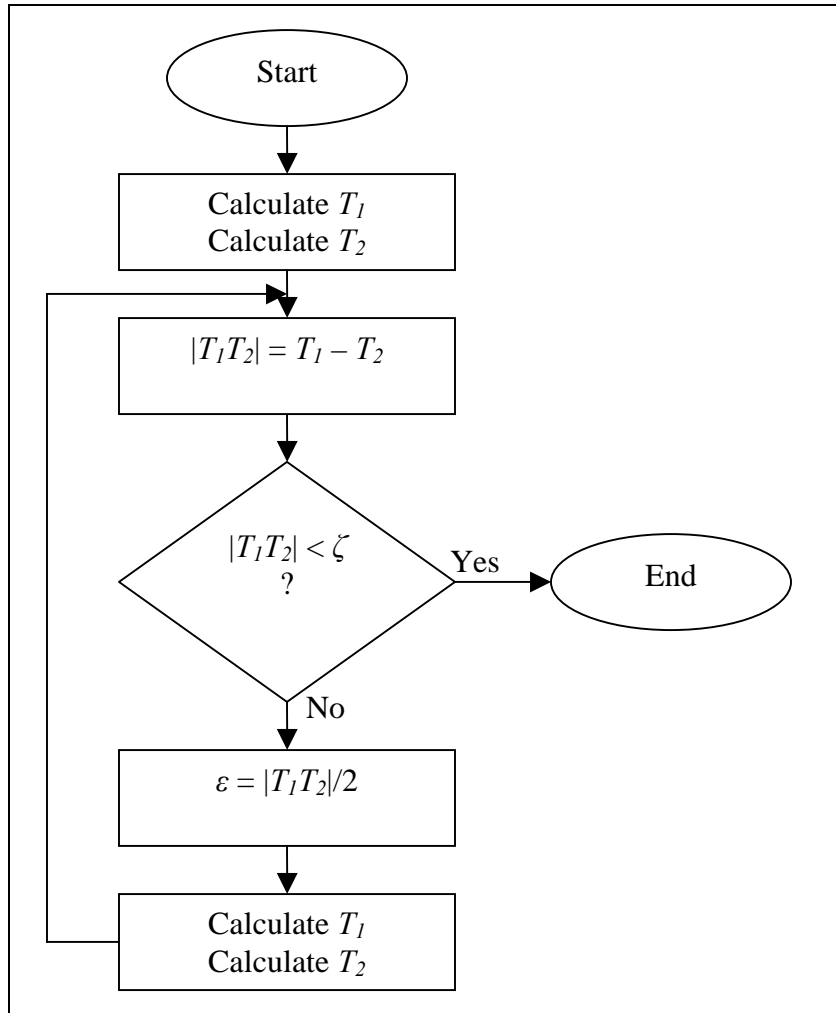 Start
Calculate T₁
Calculate T₂
|T₁T₂| = T₁ – T₂
|T₁T₂| < ζ
?
Yes
End
No
ε = |T₁T₂|/2
Calculate T₁
Calculate T₂